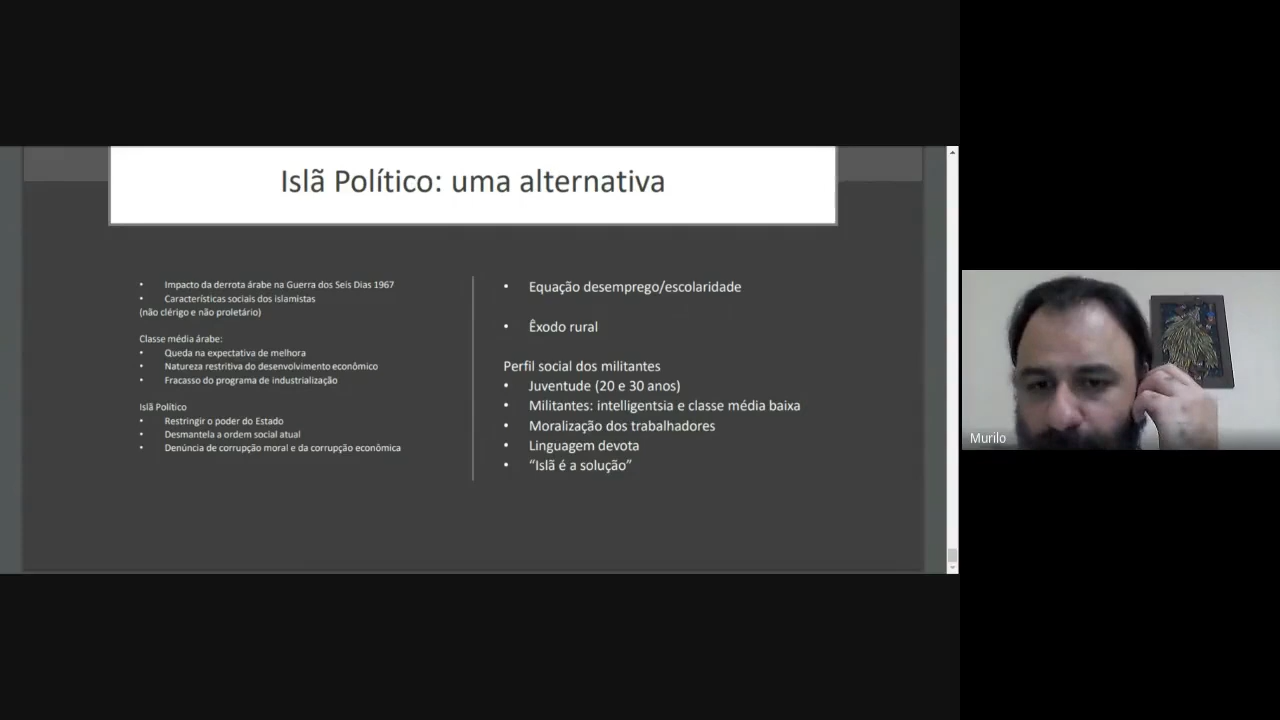 Islã Político: uma alternativa
• Impacto da derrota árabe na Guerra dos Seis Dias 1967
• Características sociais dos islamistas
(não clérigo e não proletário)
Classe média árabe:
• Queda na expectativa de melhora
• Natureza restritiva do desenvolvimento econômico
• Fracasso do programa de industrialização
Islã Político
• Restringir o poder do Estado
• Desmantela a ordem social atual
• Denúncia de corrupção moral e da corrupção econômica
• Equação desemprego/escolaridade
• Êxodo rural
Perfil social dos militantes
• Juventude (20 e 30 anos)
• Militantes: intelligentsia e classe média baixa
• Moralização dos trabalhadores
• Linguagem devota
• “Islã é a solução”
Murilo